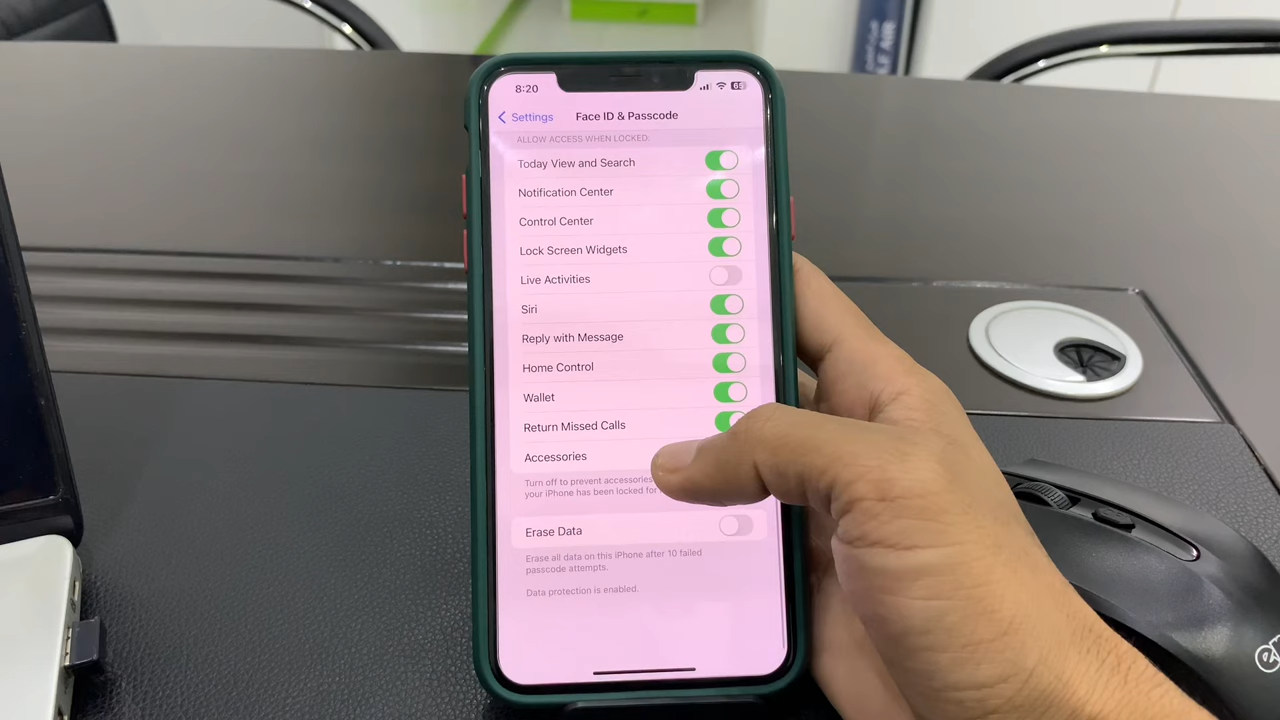 8:20
Settings
Face ID & Passcode
ALLOW ACCESS WHEN LOCKED:
Today View and Search
Notification Center
Control Center
Lock Screen Widgets
Live Activities
Siri
Reply with Message
Home Control
Wallet
Return Missed Calls
Accessories
Turn off to prevent accessories
your iPhone has been locked for
Erase Data
Erase all data on this iPhone after 10 failed
passcode attempts.
Data protection is enabled.